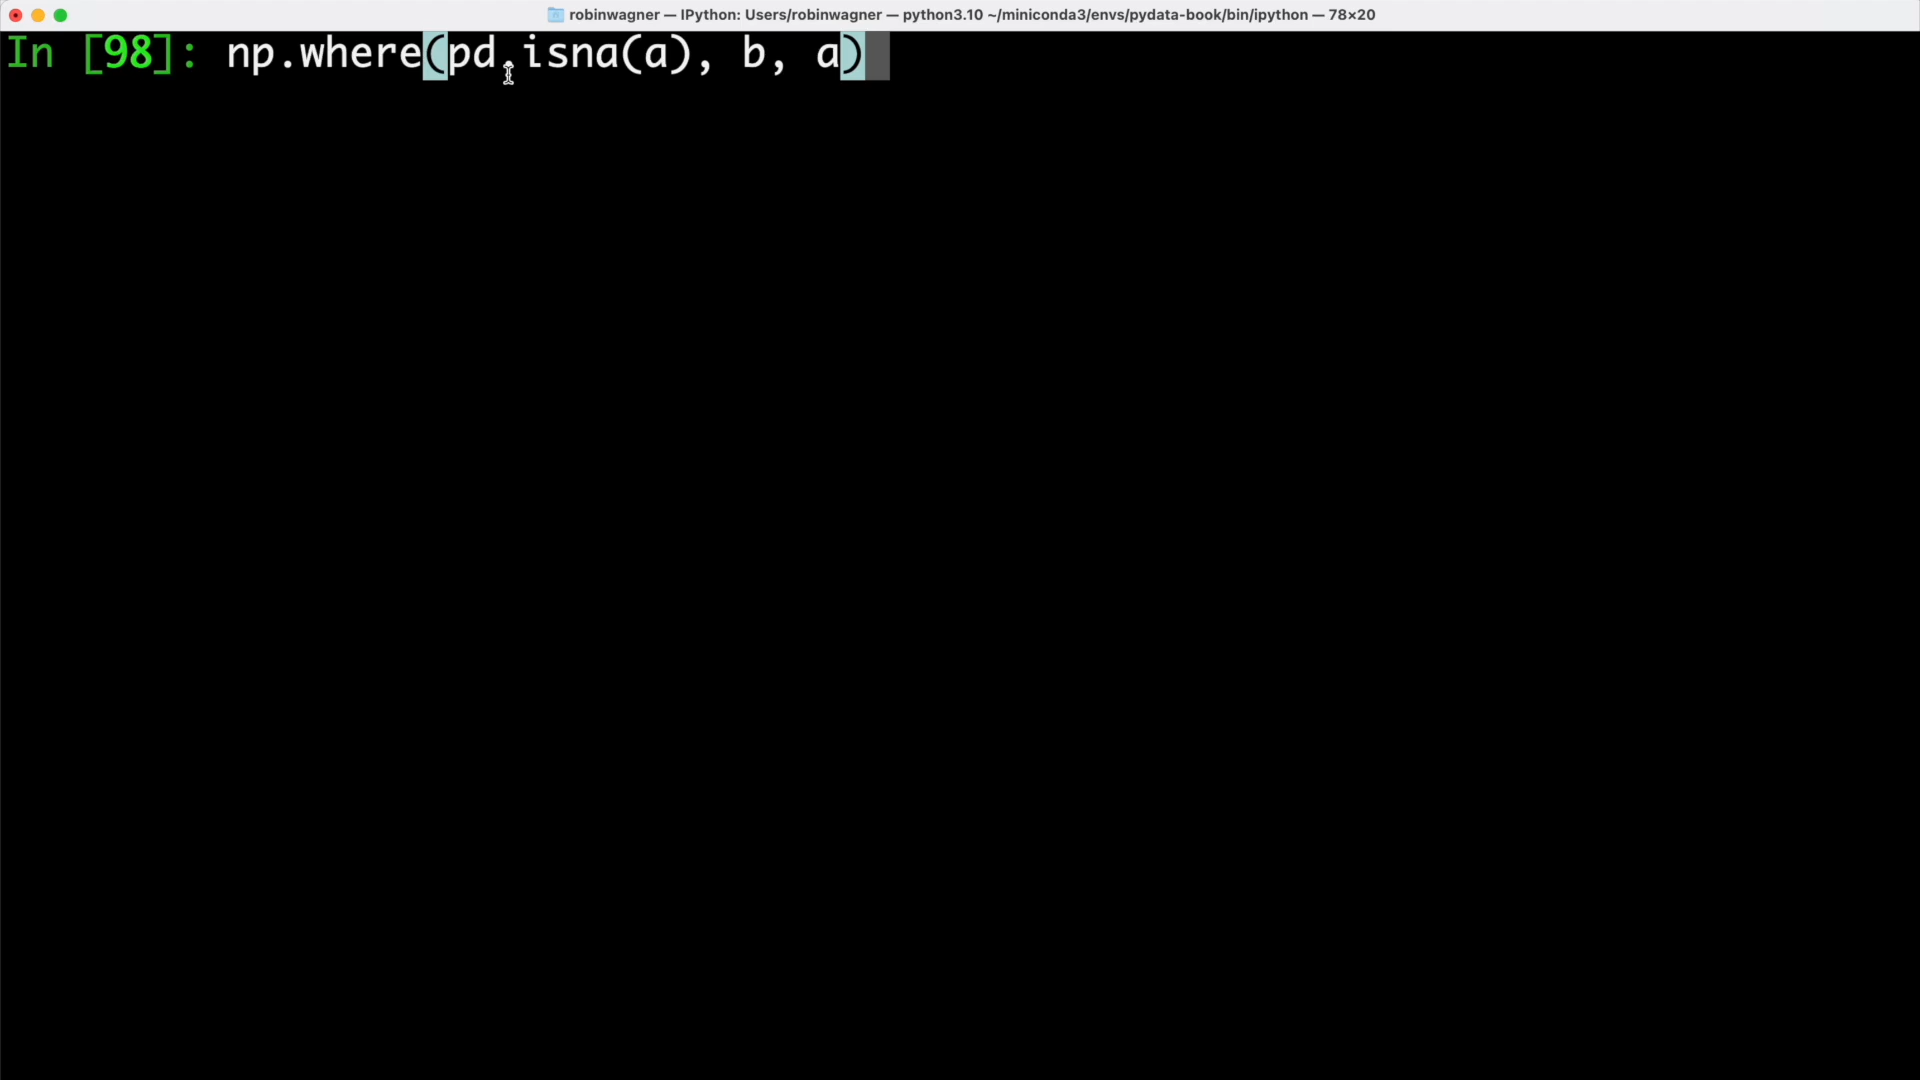 robinwagner — IPython: Users/robinwagner — python3.10 ~/miniconda3/envs/pydata-book/bin/ipython — 78×20
In [98]: np.where(pd.isna(a), b, a)